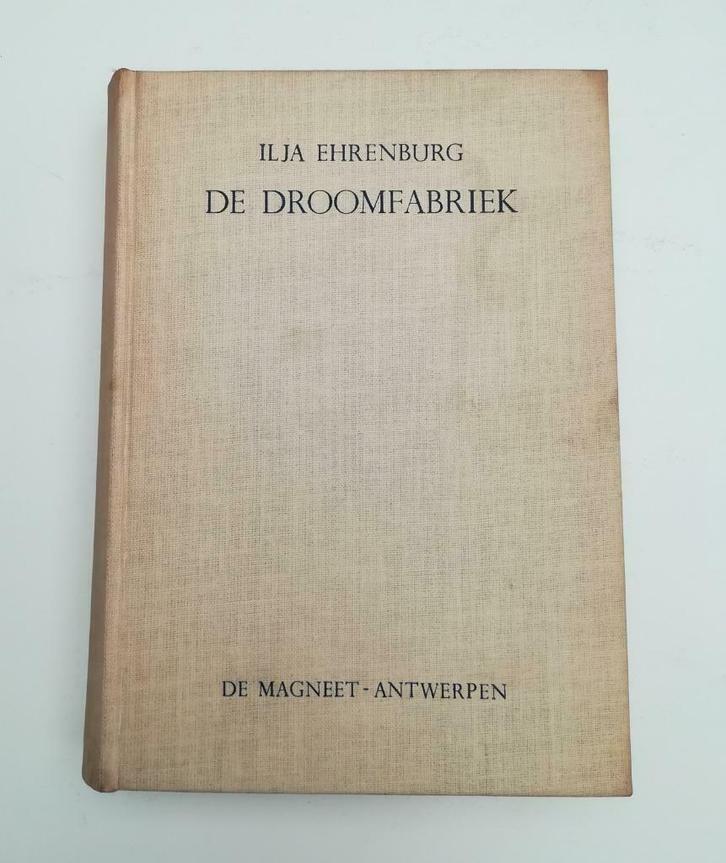 ILJA EHRENBURG
DE DROOMFABRIEK
DE MAGNEET-ANTWERPEN